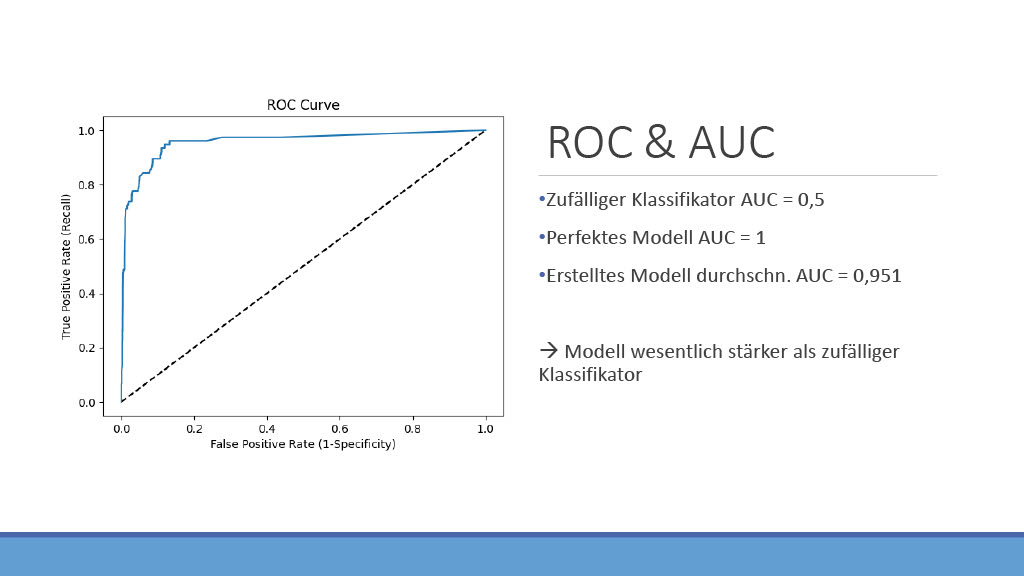 ROC Curve
1.0
0.8
0.6
0.4
0.2
0.0
True Positive Rate (Recall)
0.0 0.2 0.4 0.6 0.8 1.0
False Positive Rate (1-Specificity)
ROC & AUC
•Zufälliger Klassifikator AUC = 0,5
•Perfektes Modell AUC = 1
•Erstelltes Modell durchschn. AUC = 0,951
→ Modell wesentlich stärker als zufälliger
Klassifikator